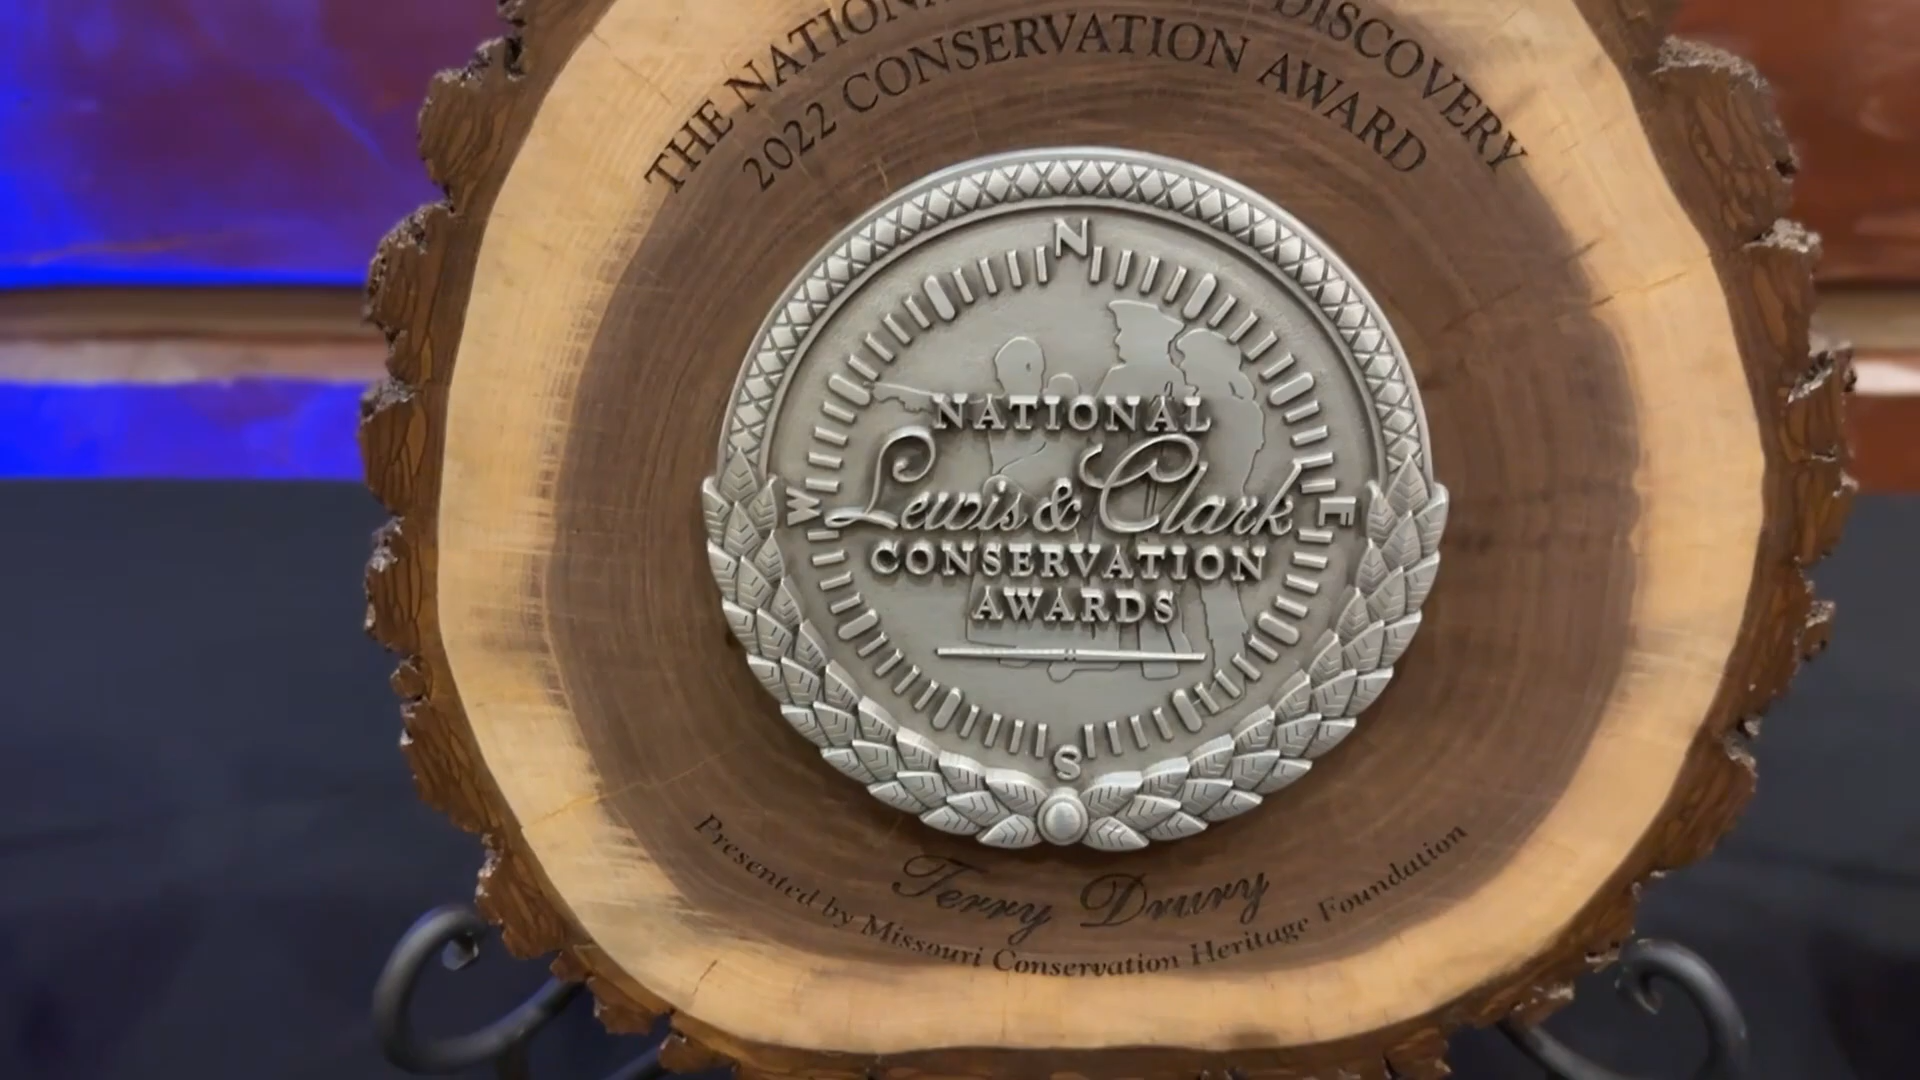 THE NATIONA DISCOVERY
2022 CONSERVATION AWARD
N
W
E
S
NATIONAL
Lewis & Clark
CONSERVATION
AWARDS
Terry Drury
Presented by Missouri Conservation Heritage Foundation